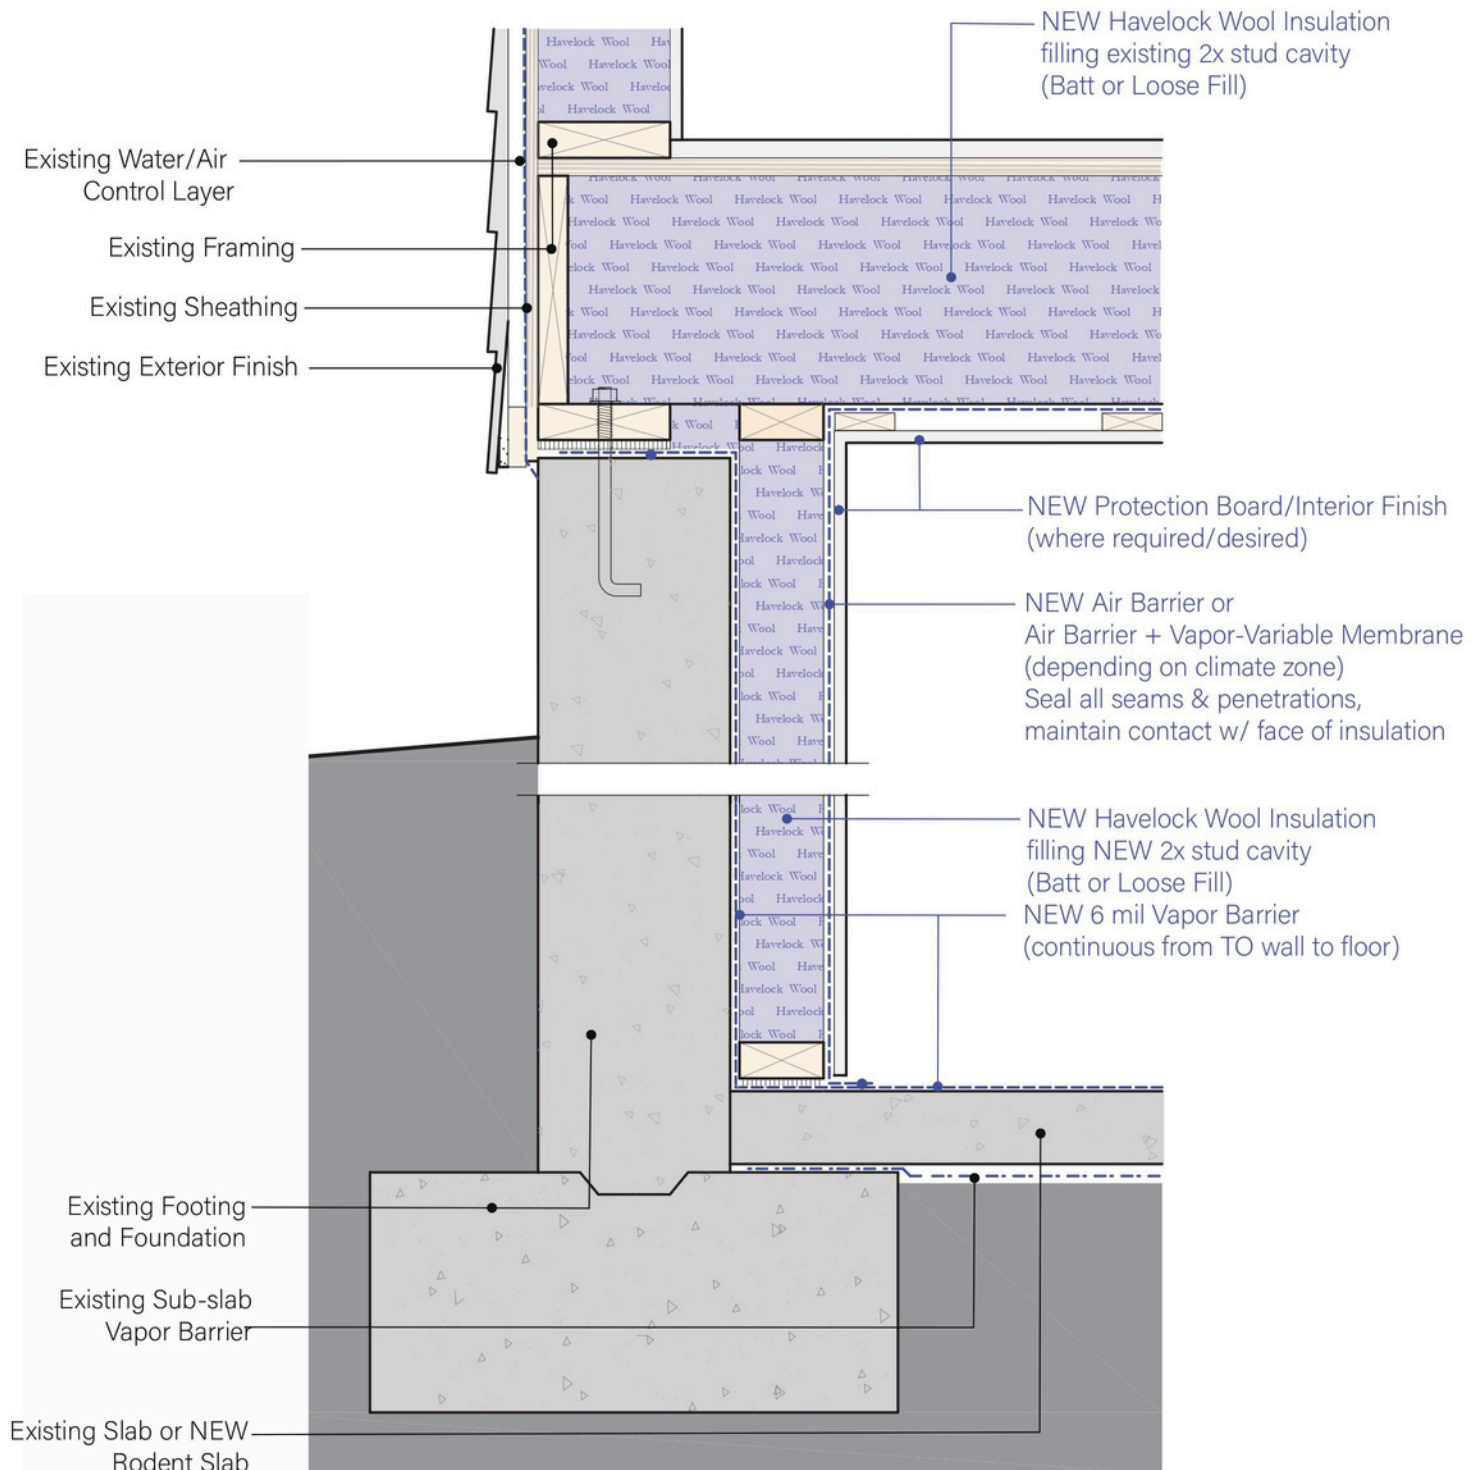 NEW Havelock Wool Insulation
filling existing 2x stud cavity
(Batt or Loose Fill)
Existing Water/Air
Control Layer
Existing Framing
Existing Sheathing
Existing Exterior Finish
NEW Protection Board/Interior Finish
(where required/desired)
NEW Air Barrier or
Air Barrier + Vapor-Variable Membrane
(depending on climate zone)
Seal all seams & penetrations,
maintain contact w/ face of insulation
NEW Havelock Wool Insulation
filling NEW 2x stud cavity
(Batt or Loose Fill)
NEW 6 mil Vapor Barrier
(continuous from TO wall to floor)
Existing Footing
and Foundation
Existing Sub-slab
Vapor Barrier
Existing Slab or NEW
Rodent Slab
Havelock Wool